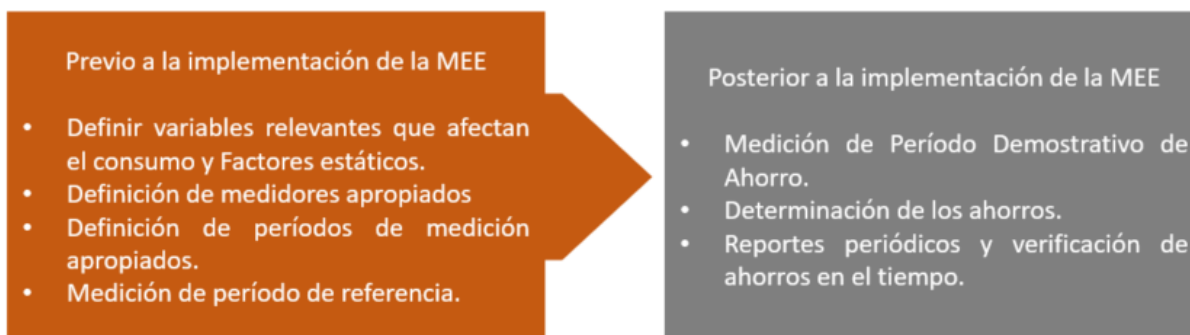 Previo a la implementación de la MEE
• Definir variables relevantes que afectan
el consumo y Factores estáticos.
• Definición de medidores apropiados
• Definición de períodos de medición
apropiados.
• Medición de período de referencia.
Posterior a la implementación de la MEE
• Medición de Período Demostrativo de
Ahorro.
• Determinación de los ahorros.
• Reportes periódicos y verificación de
ahorros en el tiempo.